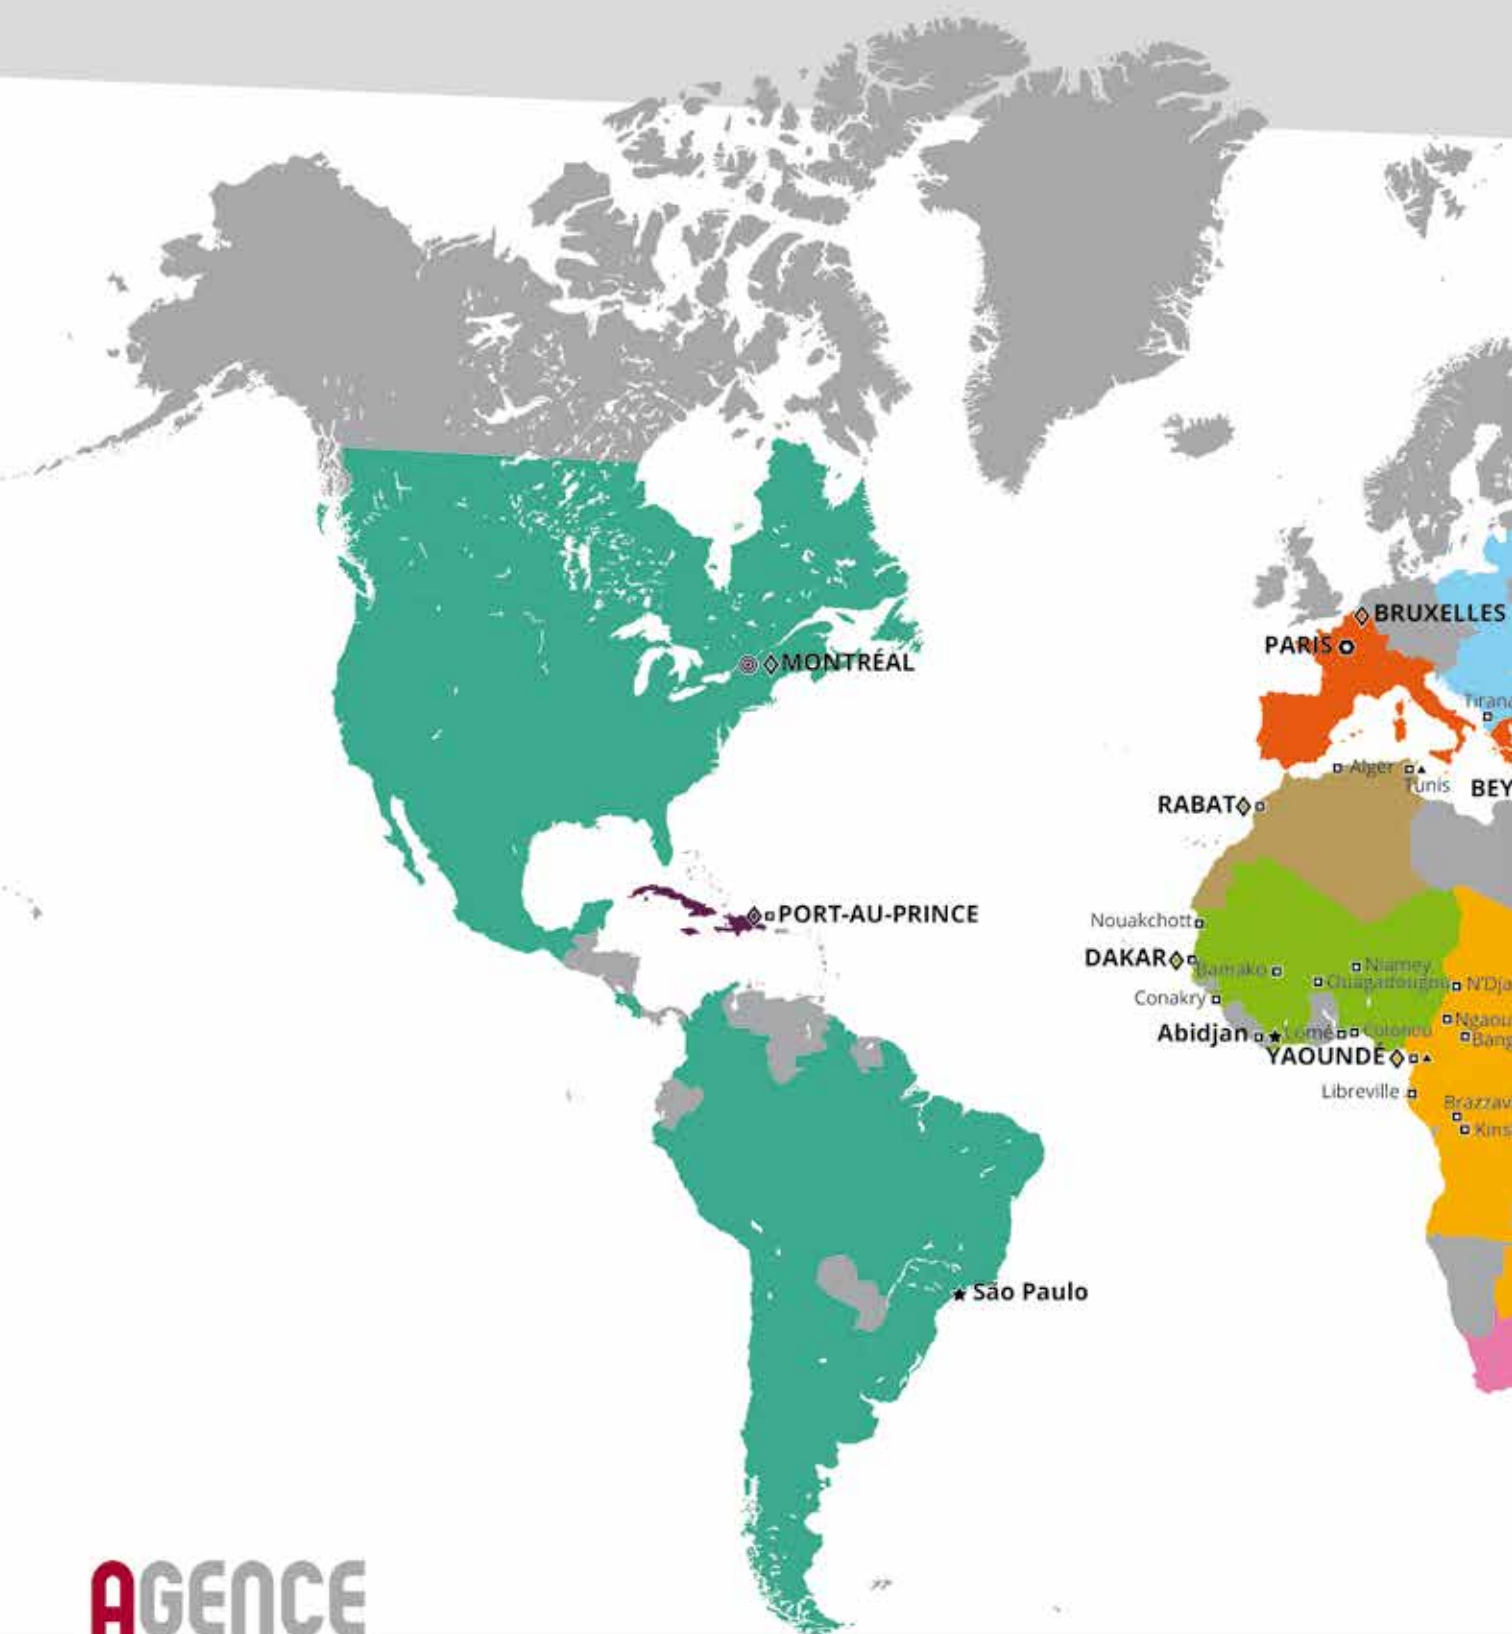 BRUXELLES
PARIS
MONTRÉAL
Alger
Tunis
BEY
RABAT
PORT-AU-PRINCE
Nouakchott
DAKAR
Bamako
Niamey
Ouagadougou
N'Dja
Conakry
Ngaou
Abidjan
Lomé
Cotonou
Bang
YAOUNDÉ
Libreville
Brazzav
Kins
São Paulo
AGENCE